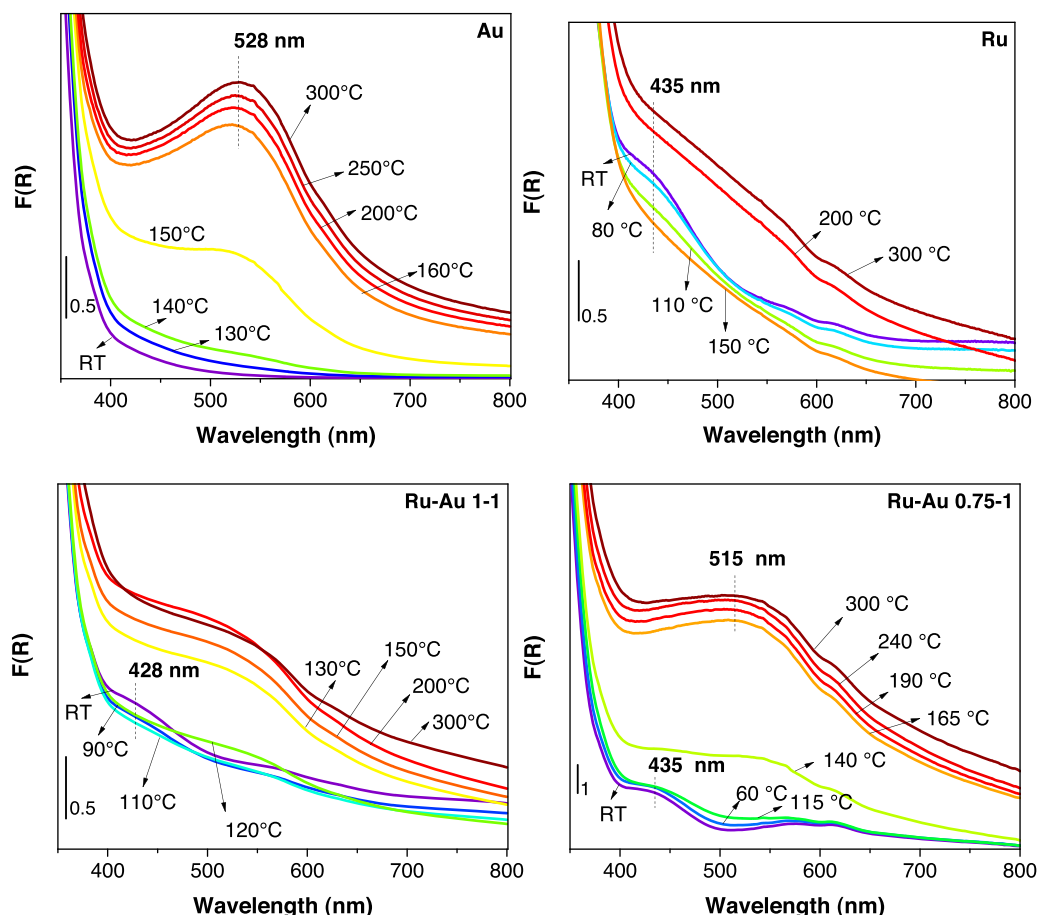 Au
528 nm
300°C
250°C
200°C
160°C
150°C
140°C
130°C
RT
0.5
F(R)
400 500 600 700 800
Wavelength (nm)
Ru
435 nm
RT
80 °C
200 °C
300 °C
110 °C
150 °C
0.5
F(R)
400 500 600 700 800
Wavelength (nm)
Ru-Au 1-1
428 nm
RT
90°C
110°C
120°C
130°C
150°C
200°C
300°C
0.5
F(R)
400 500 600 700 800
Wavelength (nm)
Ru-Au 0.75-1
515 nm
300 °C
240 °C
190 °C
165 °C
140 °C
435 nm
RT
60 °C
115 °C
1
F(R)
400 500 600 700 800
Wavelength (nm)